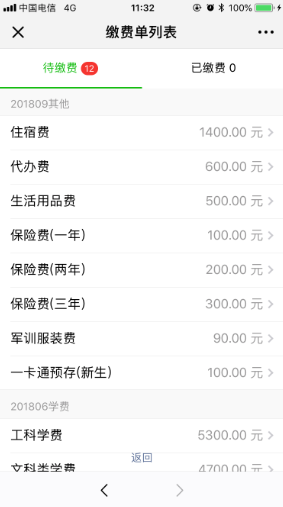 中国电信 4G 11:32 100%
缴费单列表
待缴费 12 已缴费 0
201809其他
住宿费 1400.00 元
代办费 600.00 元
生活用品费 500.00 元
保险费(一年) 100.00 元
保险费(两年) 200.00 元
保险费(三年) 300.00 元
军训服装费 90.00 元
一卡通预存(新生) 100.00 元
201806学费
工科学费 5300.00 元
返回
文科类学费 4700.00 元